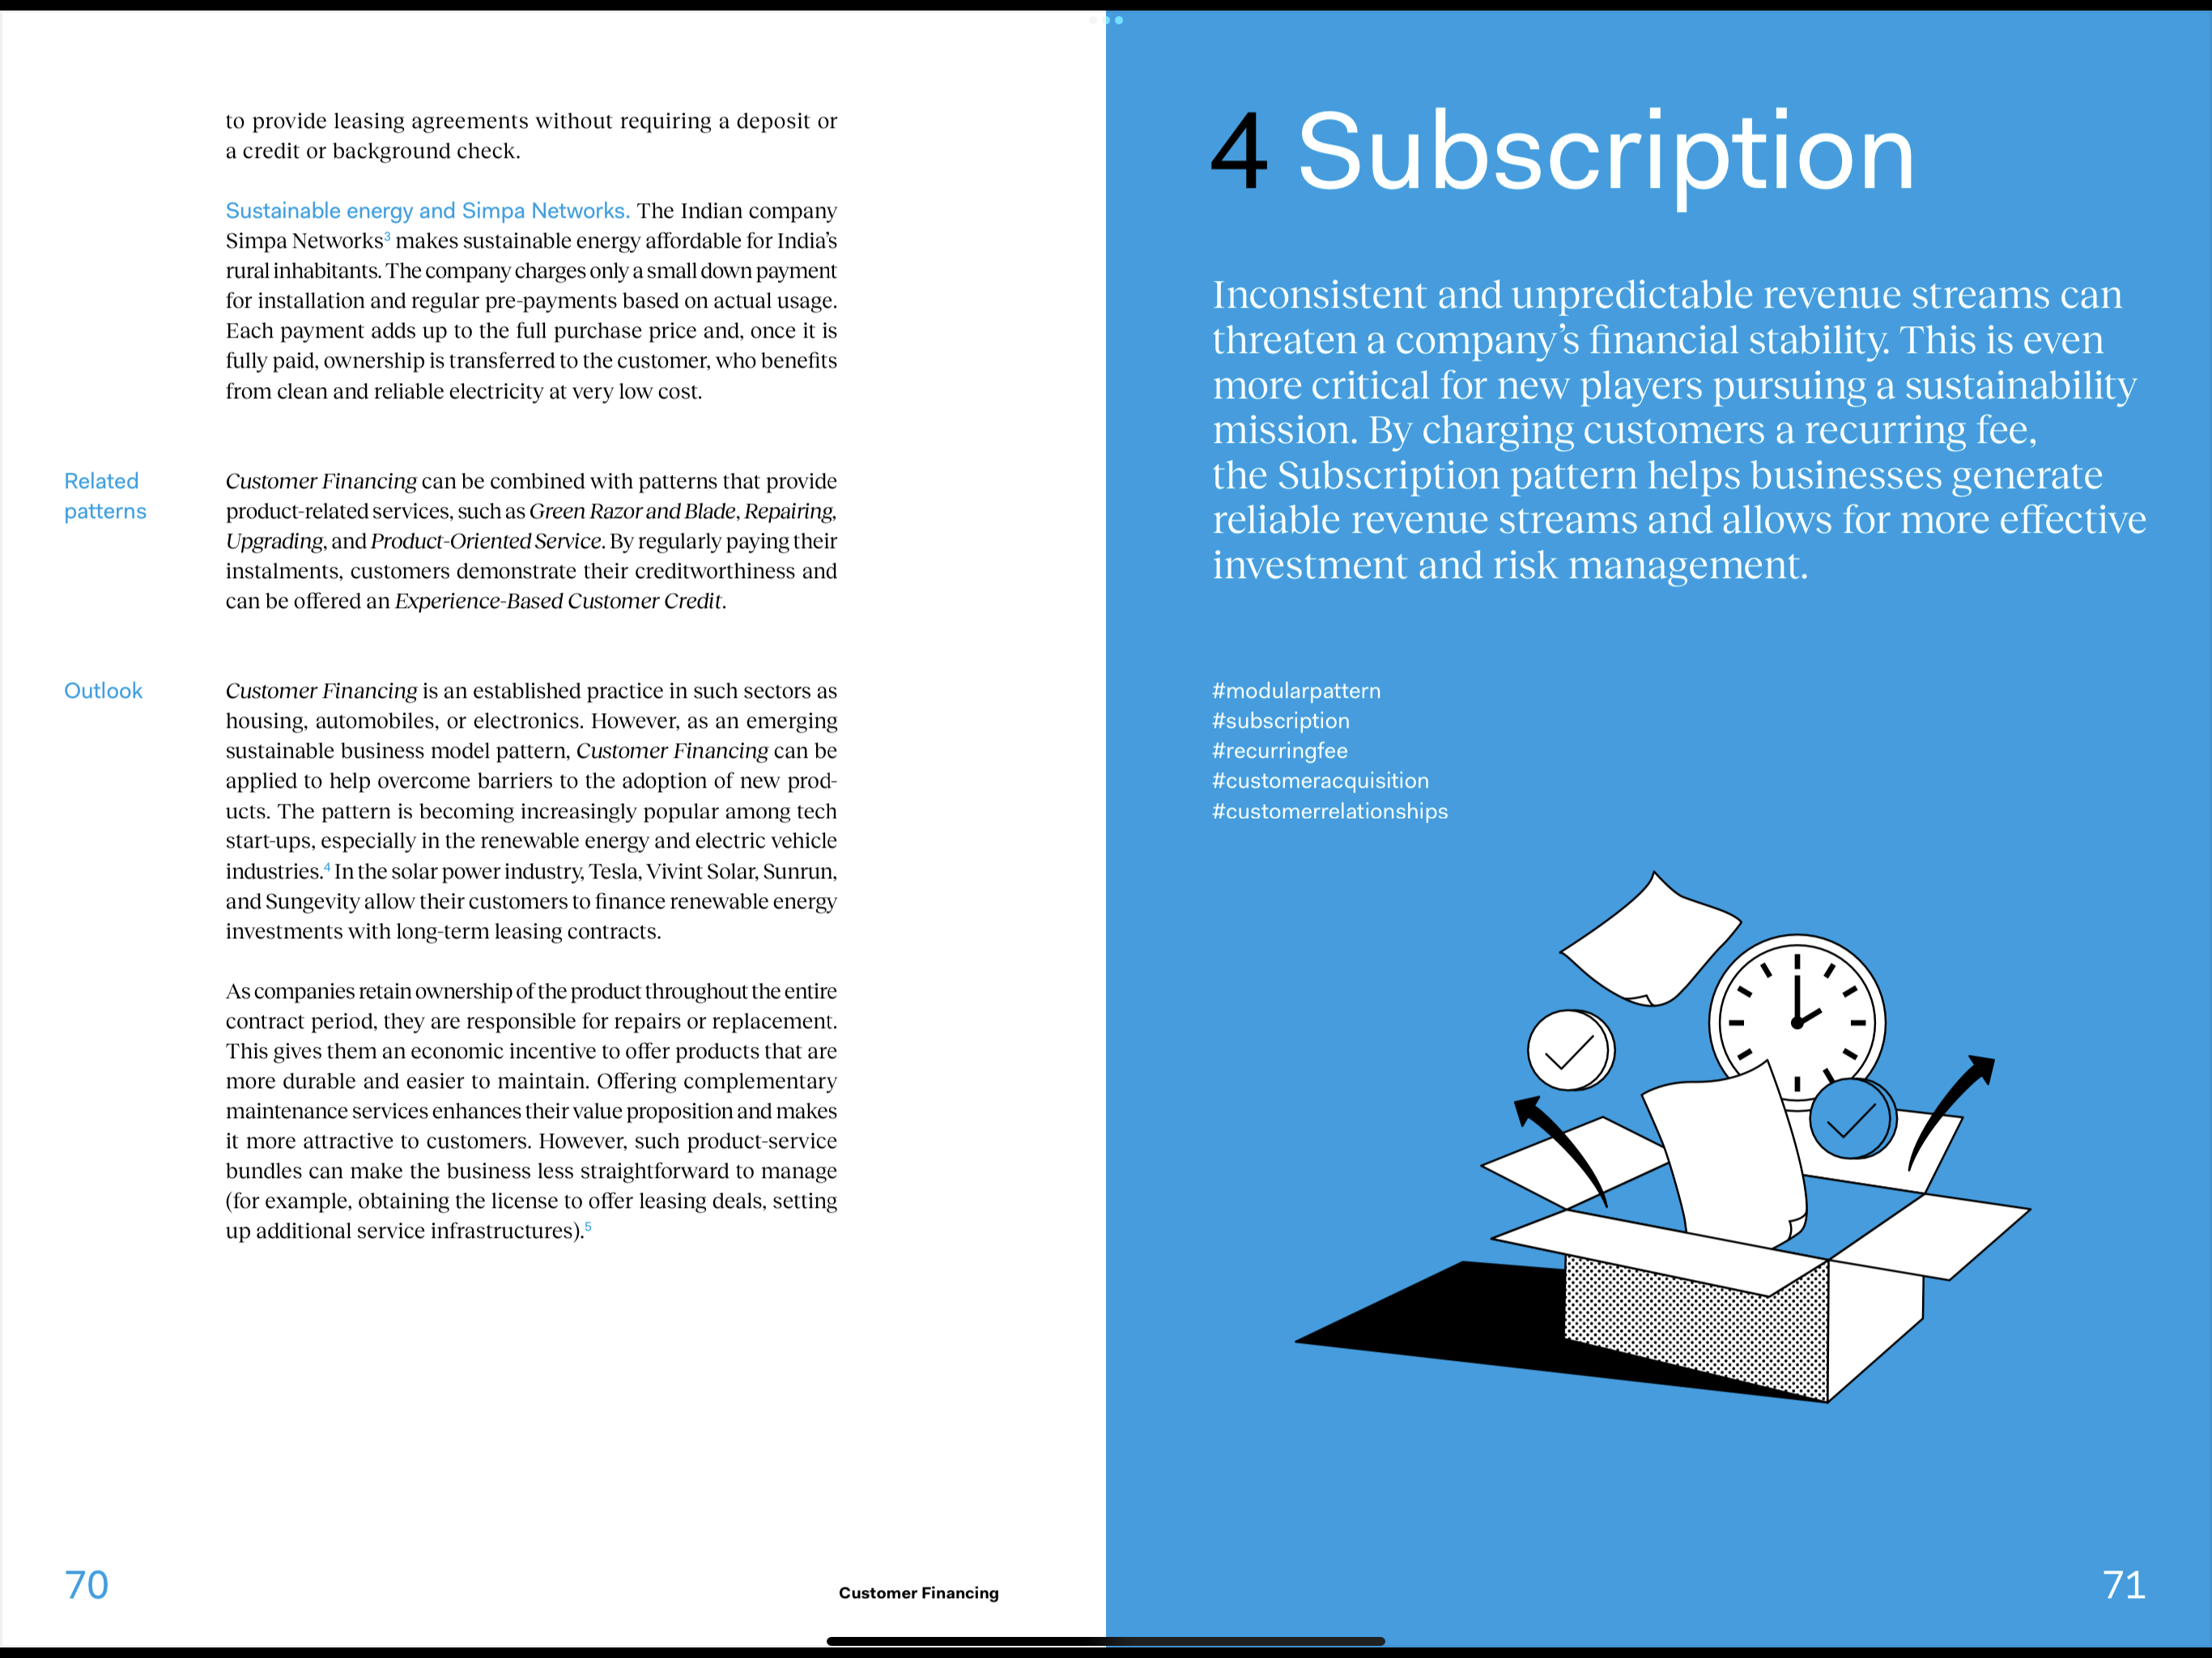 to provide leasing agreements without requiring a deposit or
a credit or background check.
Sustainable energy and Simpa Networks. The Indian company
Simpa Networks3 makes sustainable energy affordable for India’s
rural inhabitants. The company charges only a small down payment
for installation and regular pre-payments based on actual usage.
Each payment adds up to the full purchase price and, once it is
fully paid, ownership is transferred to the customer, who benefits
from clean and reliable electricity at very low cost.
Related
patterns
Customer Financing can be combined with patterns that provide
product-related services, such as Green Razor and Blade, Repairing,
Upgrading, and Product-Oriented Service. By regularly paying their
instalments, customers demonstrate their creditworthiness and
can be offered an Experience-Based Customer Credit.
Outlook
Customer Financing is an established practice in such sectors as
housing, automobiles, or electronics. However, as an emerging
sustainable business model pattern, Customer Financing can be
applied to help overcome barriers to the adoption of new prod-
ucts. The pattern is becoming increasingly popular among tech
start-ups, especially in the renewable energy and electric vehicle
industries.4 In the solar power industry, Tesla, Vivint Solar, Sunrun,
and Sungevity allow their customers to finance renewable energy
investments with long-term leasing contracts.
As companies retain ownership of the product throughout the entire
contract period, they are responsible for repairs or replacement.
This gives them an economic incentive to offer products that are
more durable and easier to maintain. Offering complementary
maintenance services enhances their value proposition and makes
it more attractive to customers. However, such product-service
bundles can make the business less straightforward to manage
(for example, obtaining the license to offer leasing deals, setting
up additional service infrastructures).5
70
Customer Financing
4 Subscription
Inconsistent and unpredictable revenue streams can
threaten a company’s financial stability. This is even
more critical for new players pursuing a sustainability
mission. By charging customers a recurring fee,
the Subscription pattern helps businesses generate
reliable revenue streams and allows for more effective
investment and risk management.
#modularpattern
#subscription
#recurringfee
#customeracquisition
#customerrelationships
71